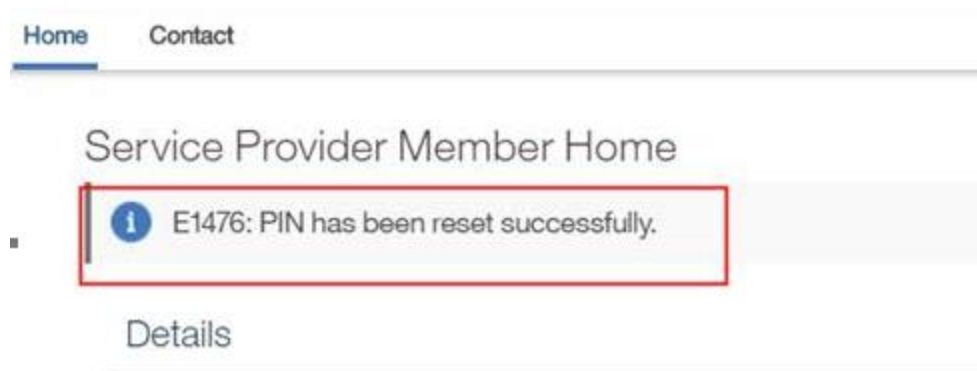 Home Contact
Service Provider Member Home
E1476: PIN has been reset successfully.
Details